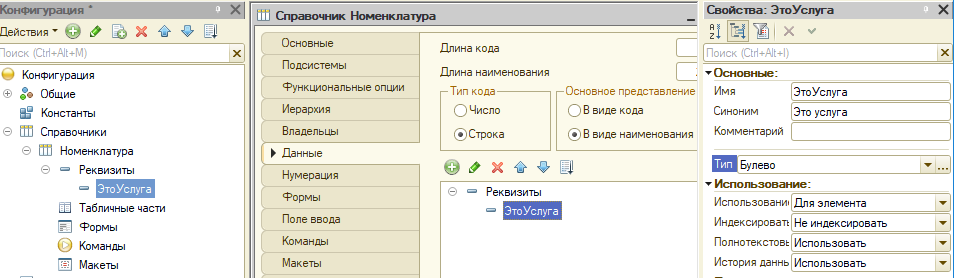 Конфигурация *
Действия
Поиск (Ctrl+Alt+M)
Конфигурация
Общие
Константы
Справочники
Номенклатура
Реквизиты
ЭтоУслуга
Табличные части
Формы
Команды
Макеты
Справочник Номенклатура
Основные
Подсистемы
Функциональные опции
Иерархия
Владельцы
Данные
Нумерация
Формы
Поле ввода
Команды
Макеты
Длина кода
Длина наименования
Тип кода
Число
Строка
Основное представление
В виде кода
В виде наименования
Реквизиты
ЭтоУслуга
Свойства: ЭтоУслуга
Поиск (Ctrl+Alt+I)
Основные:
Имя ЭтоУслуга
Синоним Это услуга
Комментарий
Тип Булево
Использование:
Использование Для элемента
Индексировать Не индексировать
Полнотекстовы Использовать
История данны Использовать